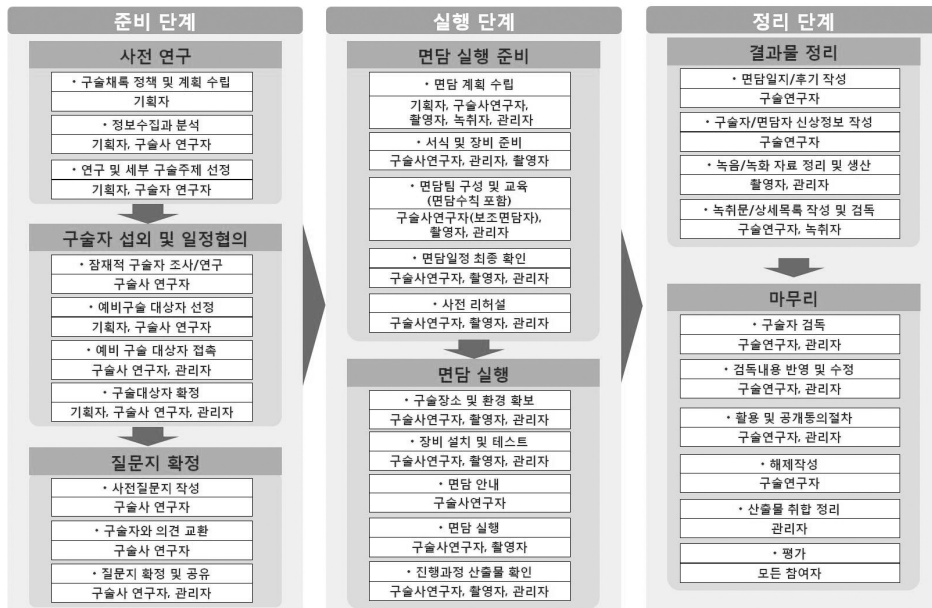 준비 단계
사전 연구
• 구술채록 정책 및 계획 수립
기획자
• 정보수집과 분석
기획자, 구술사 연구자
• 연구 및 세부 구술주제 선정
기획자, 구술자 연구자
구술자 섭외 및 일정협의
• 잠재적 구술자 조사/연구
구술사 연구자
• 예비구술 대상자 선정
기획자, 구술사 연구자
• 예비 구술 대상자 접촉
구술사 연구자, 관리자
• 구술대상자 확정
기획자, 구술사 연구자, 관리자
질문지 확정
• 사전질문지 작성
구술사 연구자
• 구술자와 의견 교환
구술사 연구자
• 질문지 확정 및 공유
구술사 연구자, 관리자
실행 단계
면담 실행 준비
• 면담 계획 수립
기획자, 구술사연구자,
촬영자, 녹취자, 관리자
• 서식 및 장비 준비
구술사연구자, 관리자, 촬영자
• 면담팀 구성 및 교육
(면담수칙 포함)
구술사연구자(보조면담자),
촬영자, 관리자
• 면담일정 최종 확인
구술사연구자, 촬영자, 관리자
• 사전 리허설
구술사연구자, 촬영자, 관리자
면담 실행
• 구술장소 및 환경 확보
구술사연구자, 촬영자, 관리자
• 장비 설치 및 테스트
구술사연구자, 촬영자, 관리자
• 면담 안내
구술사연구자
• 면담 실행
구술사연구자, 촬영자
• 진행과정 산출물 확인
구술사연구자, 촬영자, 관리자
정리 단계
결과물 정리
• 면담일지/후기 작성
구술연구자
• 구술자/면담자 신상정보 작성
구술연구자
• 녹음/녹화 자료 정리 및 생산
촬영자, 관리자
• 녹취문/상세목록 작성 및 검독
구술연구자, 녹취자
마무리
• 구술자 검독
구술연구자, 관리자
• 검독내용 반영 및 수정
구술연구자, 관리자
• 활용 및 공개동의절차
구술연구자, 관리자
• 해제작성
구술연구자
• 산출물 취합 정리
관리자
• 평가
모든 참여자